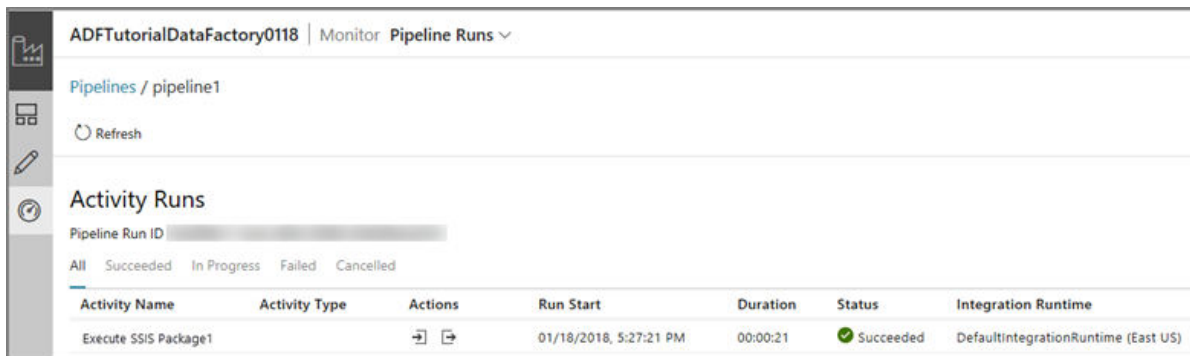 ADFTutorialDataFactory0118 | Monitor Pipeline Runs
Pipelines / pipeline1
Refresh
Activity Runs
Pipeline Run ID
All Succeeded In Progress Failed Cancelled
Activity Name Activity Type Actions Run Start Duration Status Integration Runtime
Execute SSIS Package1 01/18/2018, 5:27:21 PM 00:00:21 Succeeded DefaultIntegrationRuntime (East US)